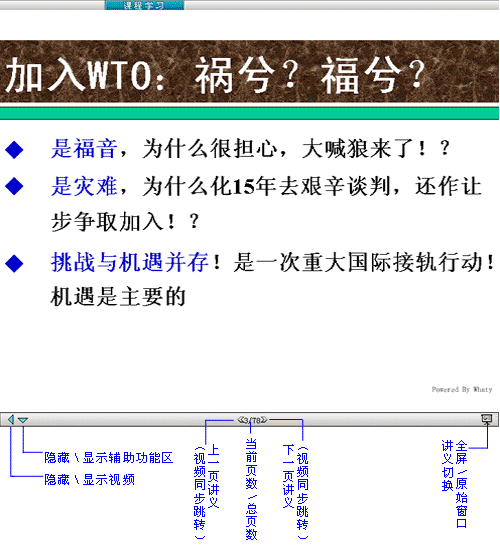 课程学习
加入WTO：祸兮？福兮？
◆ 是福音，为什么很担心，大喊狼来了！？
◆ 是灾难，为什么化15年去艰辛谈判，还作让
步争取加入！？
◆ 挑战与机遇并存！是一次重大国际接轨行动！
机遇是主要的
Powered By Whaty
3/78
隐藏\显示辅助功能区
隐藏\显示视频
上一页讲义
（视频同步跳转）
当前页数/总页数
下一页讲义
（视频同步跳转）
全屏/原始窗口
讲义切换